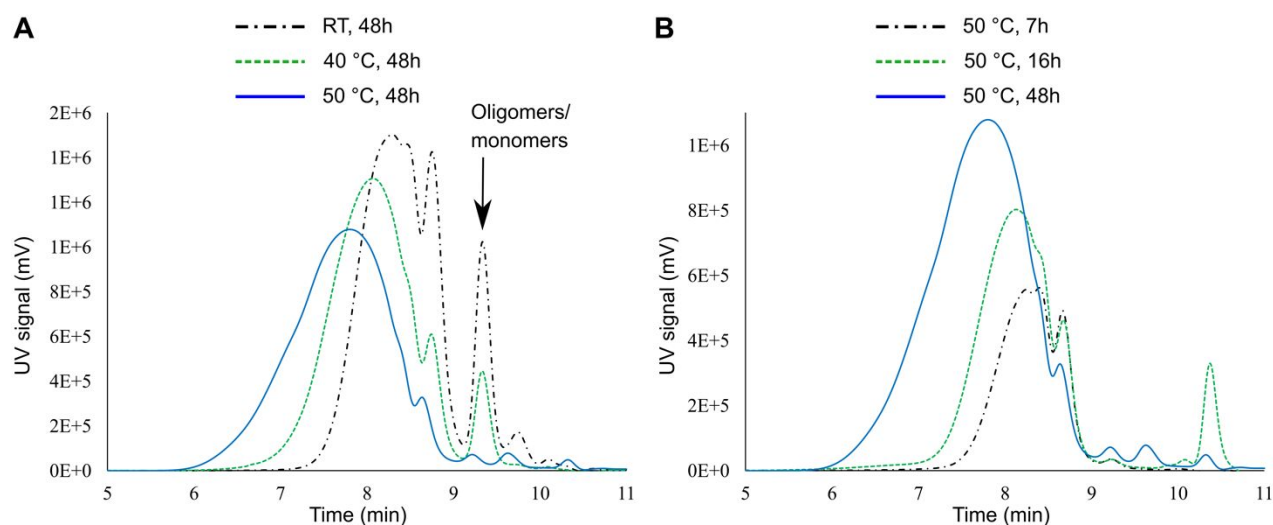 A
RT, 48h
40 °C, 48h
50 °C, 48h
Oligomers/
monomers
2E+6
1E+6
1E+6
1E+6
8E+5
6E+5
4E+5
2E+5
0E+0
UV signal (mV)
5 6 7 8 9 10 11
Time (min)
B
50 °C, 7h
50 °C, 16h
50 °C, 48h
1E+6
8E+5
6E+5
4E+5
2E+5
0E+0
UV signal (mV)
5 6 7 8 9 10 11
Time (min)